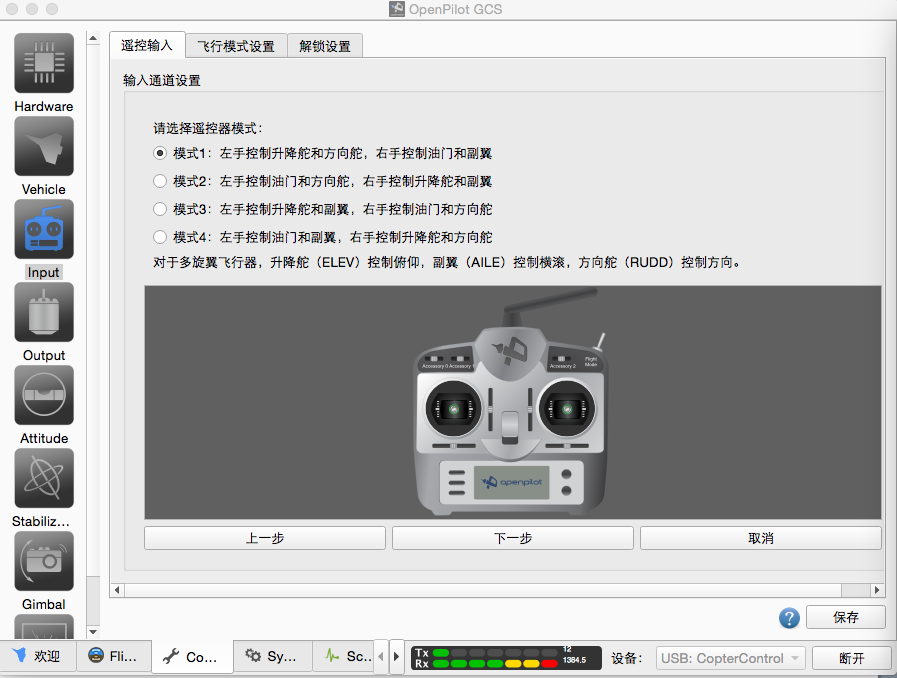 OpenPilot GCS
Hardware
Vehicle
Input
Output
Attitude
Stabiliz...
Gimbal
遥控输入
飞行模式设置
解锁设置
输入通道设置
请选择遥控器模式：
模式1：左手控制升降舵和方向舵，右手控制油门和副翼
模式2：左手控制油门和方向舵，右手控制升降舵和副翼
模式3：左手控制升降舵和副翼，右手控制油门和方向舵
模式4：左手控制油门和副翼，右手控制升降舵和方向舵
对于多旋翼飞行器，升降舵（ELEV）控制俯仰，副翼（AILE）控制横滚，方向舵（RUDD）控制方向。
Accessory 0 Accessory 1
Accessory 2
Flight
Mode
openpilot
上一步
下一步
取消
?
保存
欢迎
Fli...
Co...
Sy...
Sc..
Tx
12
Rx
1384.5
设备：
USB: CopterControl
断开